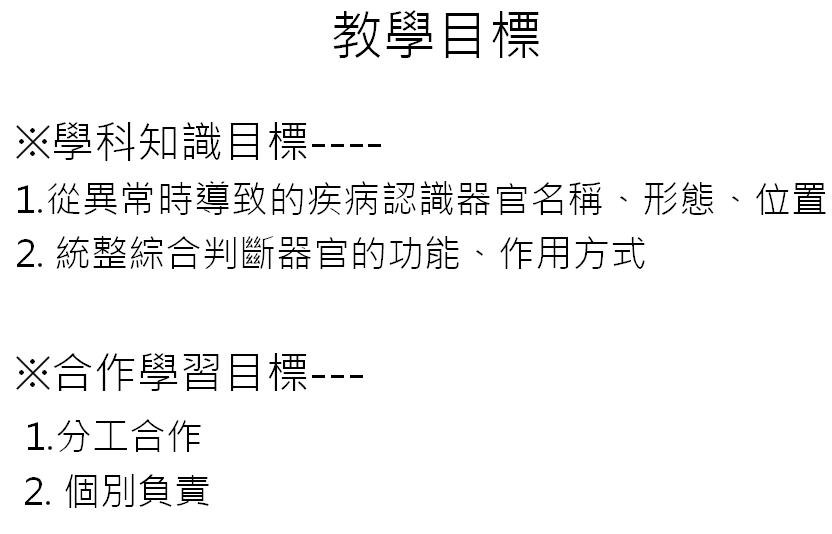 教學目標
※學科知識目標----
1.從異常時導致的疾病認識器官名稱、形態、位置
2. 統整綜合判斷器官的功能、作用方式
※合作學習目標---
1.分工合作
2. 個別負責